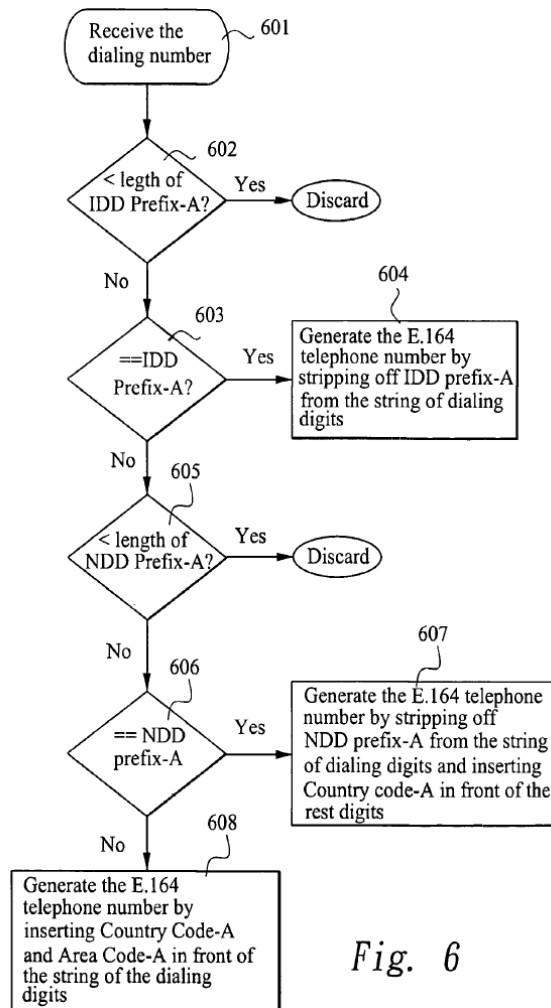 Receive the
dialing number
601
602
< legth of
IDD Prefix-A?
Yes
Discard
No
603
==IDD
Prefix-A?
Yes
604
Generate the E.164
telephone number by
stripping off IDD prefix-A
from the string of dialing
digits
No
605
< length of
NDD Prefix-A?
Yes
Discard
No
606
== NDD
prefix-A
Yes
607
Generate the E.164 telephone
number by stripping off
NDD prefix-A from the string
of dialing digits and inserting
Country code-A in front of the
rest digits
No
608
Generate the E.164
telephone number by
inserting Country Code-A
and Area Code-A in front of
the string of the dialing
digits
Fig. 6